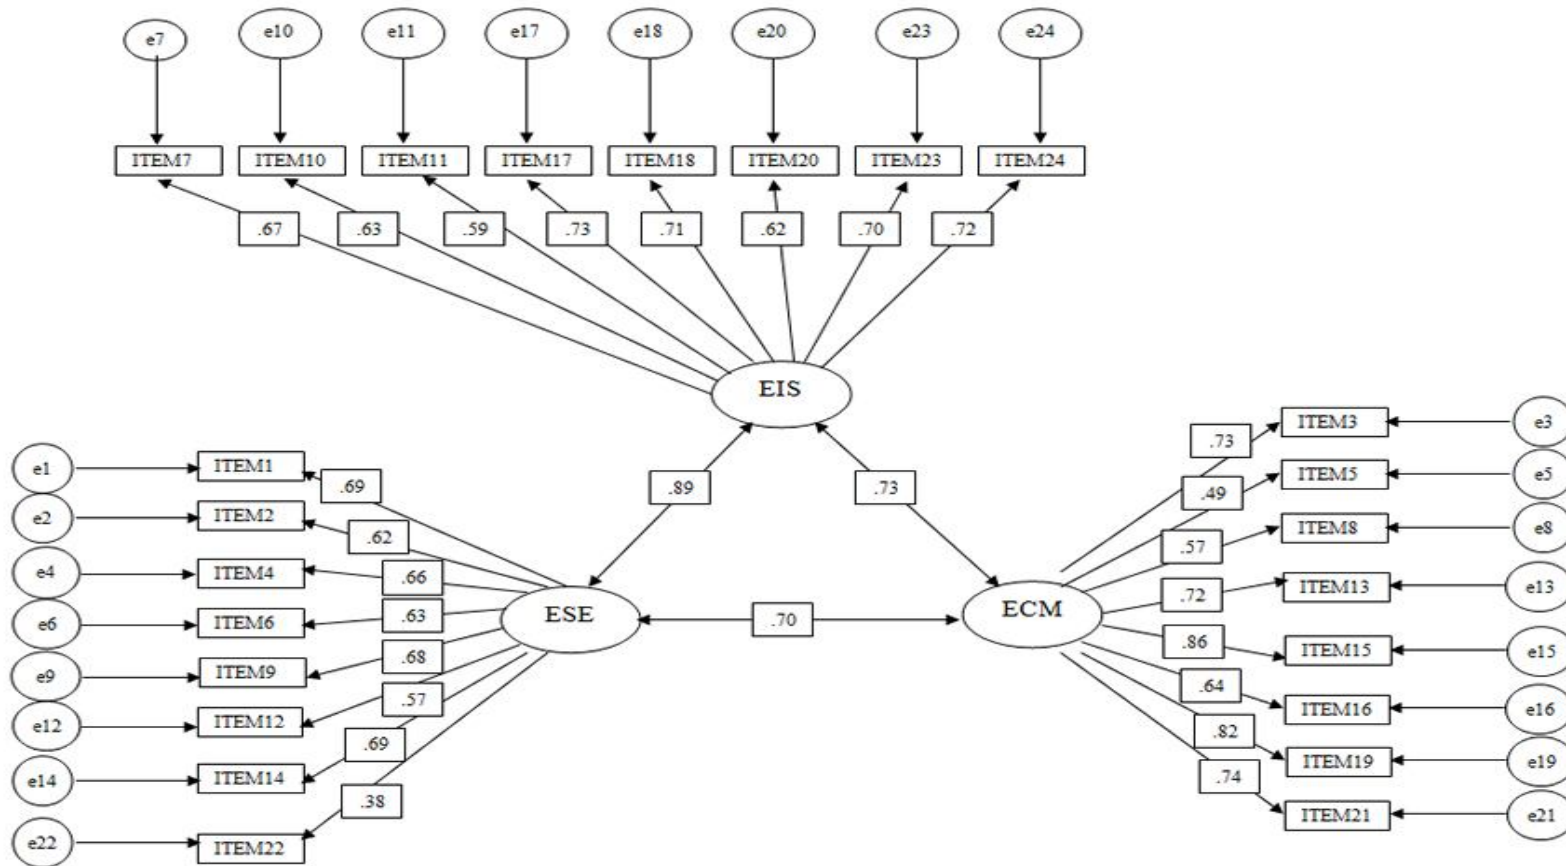 e7 e10 e11 e17 e18 e20 e23 e24
ITEM7 ITEM10 ITEM11 ITEM17 ITEM18 ITEM20 ITEM23 ITEM24
.67 .63 .59 .73 .71 .62 .70 .72
EIS
.89 .73
e1 ITEM1 .69
e2 ITEM2 .62
e4 ITEM4 .66
e6 ITEM6 .63
e9 ITEM9 .68
e12 ITEM12 .57
e14 ITEM14 .69
e22 ITEM22 .38
ESE .70 ECM
.73 ITEM3 e3
.49 ITEM5 e5
.57 ITEM8 e8
.72 ITEM13 e13
.86 ITEM15 e15
.64 ITEM16 e16
.82 ITEM19 e19
.74 ITEM21 e21